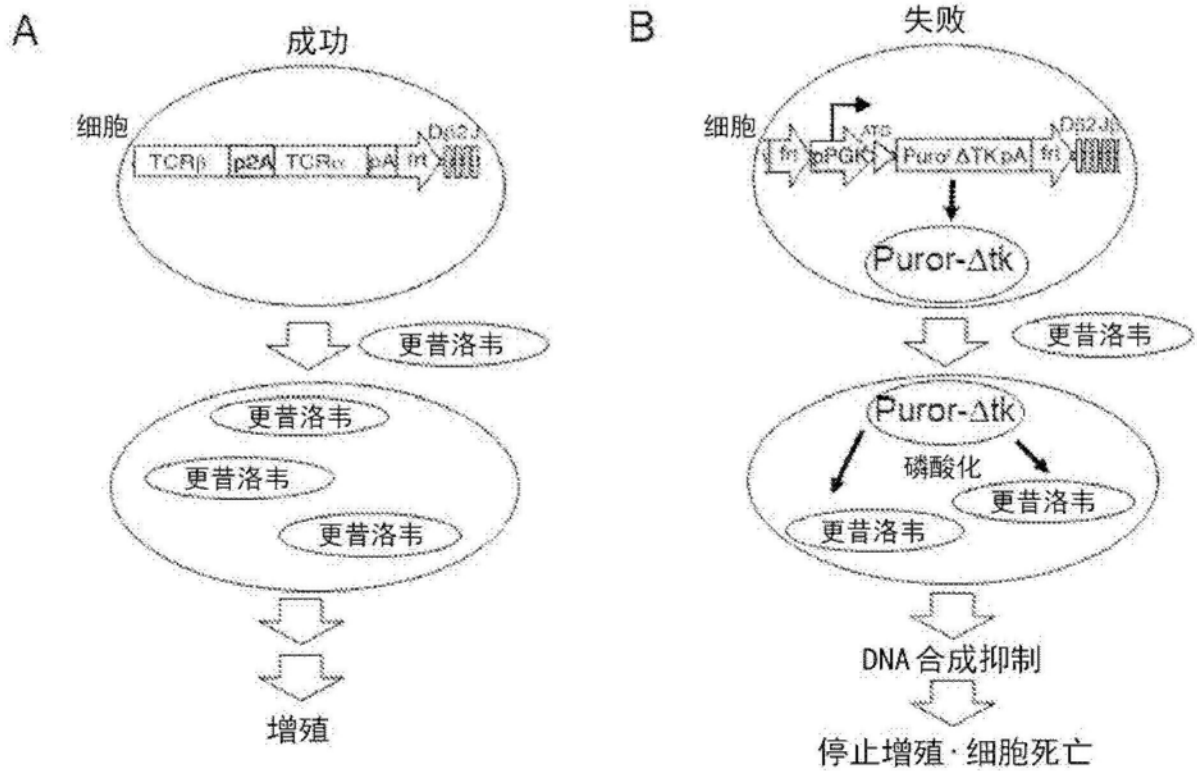 A
成功
细胞
Dβ2J
TCRβ p2A TCRα pA frt
更昔洛韦
更昔洛韦
更昔洛韦
更昔洛韦
增殖
B
失败
细胞
ATG
Dβ2Jβ
frt pPGK Puroʳ ΔTK pA frt
Puror-Δtk
更昔洛韦
Puror-Δtk
磷酸化
更昔洛韦
更昔洛韦
DNA 合成抑制
停止增殖·细胞死亡